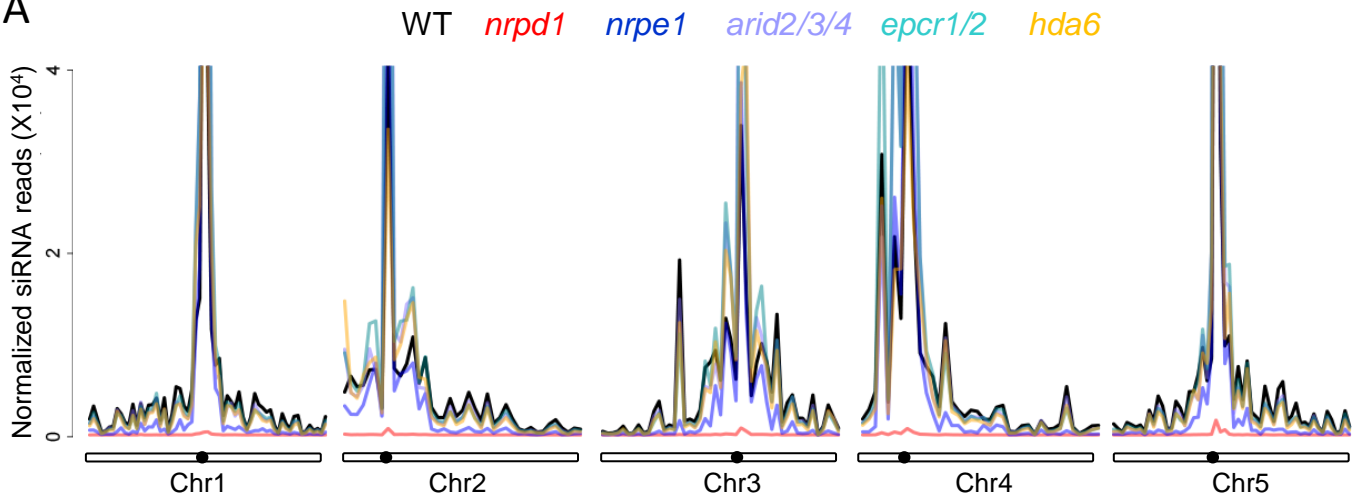 A
WT nrpd1 nrpe1 arid2/3/4 epcr1/2 hda6
Normalized siRNA reads (X10⁴)
4
2
0
Chr1 Chr2 Chr3 Chr4 Chr5